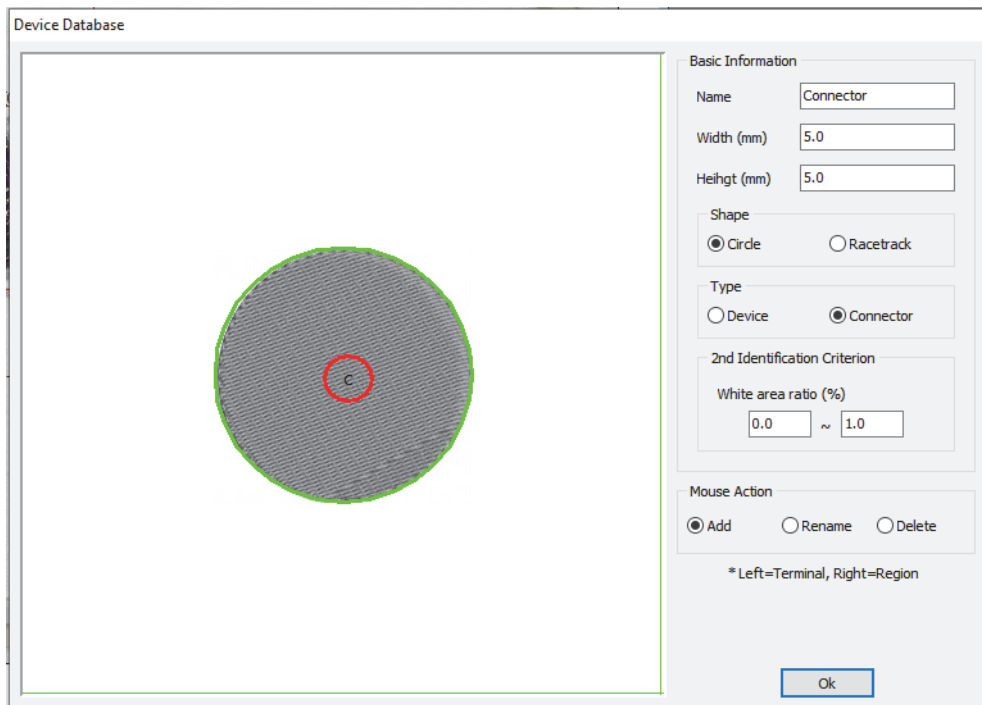 Device Database
Basic Information
Name Connector
Width (mm) 5.0
Heihgt (mm) 5.0
Shape
Circle Racetrack
Type
Device Connector
2nd Identification Criterion
White area ratio (%)
0.0 ~ 1.0
Mouse Action
Add Rename Delete
* Left=Terminal, Right=Region
Ok
C